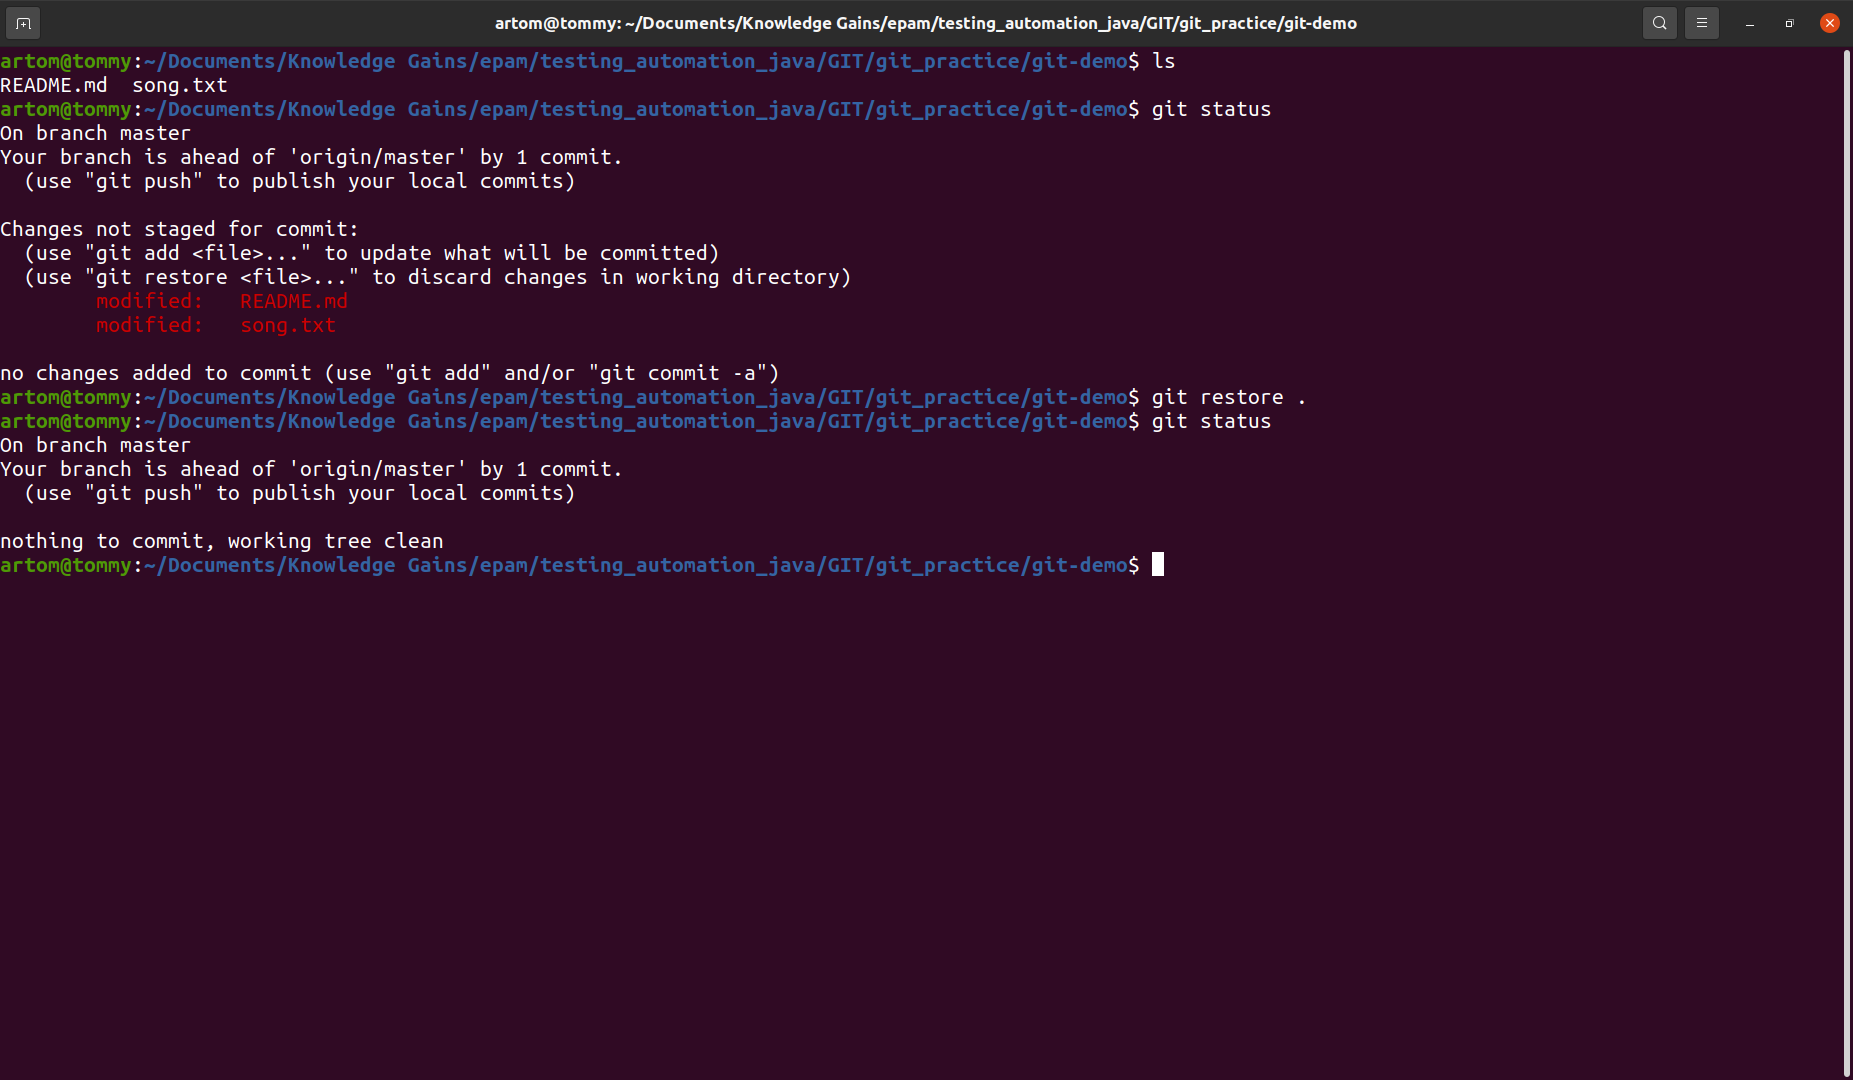 artom@tommy: ~/Documents/Knowledge Gains/epam/testing_automation_java/GIT/git_practice/git-demo
artom@tommy:~/Documents/Knowledge Gains/epam/testing_automation_java/GIT/git_practice/git-demo$ ls
README.md  song.txt
artom@tommy:~/Documents/Knowledge Gains/epam/testing_automation_java/GIT/git_practice/git-demo$ git status
On branch master
Your branch is ahead of 'origin/master' by 1 commit.
  (use "git push" to publish your local commits)

Changes not staged for commit:
  (use "git add <file>..." to update what will be committed)
  (use "git restore <file>..." to discard changes in working directory)
        modified:   README.md
        modified:   song.txt

no changes added to commit (use "git add" and/or "git commit -a")
artom@tommy:~/Documents/Knowledge Gains/epam/testing_automation_java/GIT/git_practice/git-demo$ git restore .
artom@tommy:~/Documents/Knowledge Gains/epam/testing_automation_java/GIT/git_practice/git-demo$ git status
On branch master
Your branch is ahead of 'origin/master' by 1 commit.
  (use "git push" to publish your local commits)

nothing to commit, working tree clean
artom@tommy:~/Documents/Knowledge Gains/epam/testing_automation_java/GIT/git_practice/git-demo$